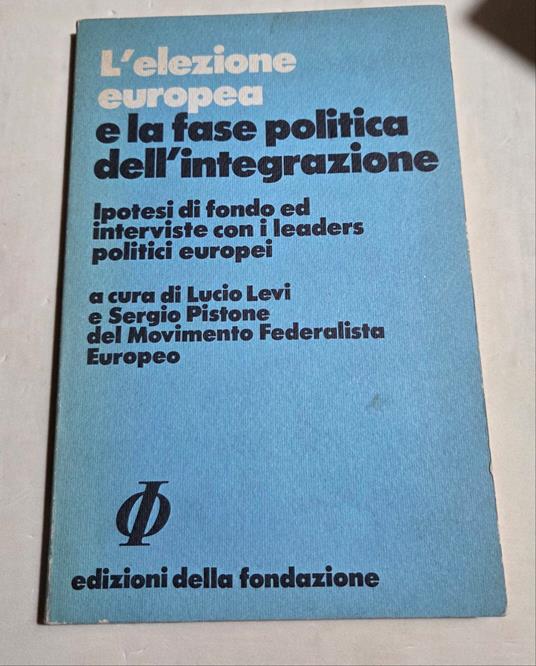 L'elezione
europea
e la fase politica
dell'integrazione
Ipotesi di fondo ed
interviste con i leaders
politici europei
a cura di Lucio Levi
e Sergio Pistone
del Movimento Federalista
Europeo
edizioni della fondazione